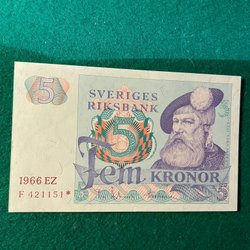 5
SVERIGES
RIKSBANK
5
Fem KRONOR
1966 EZ
F 421151*